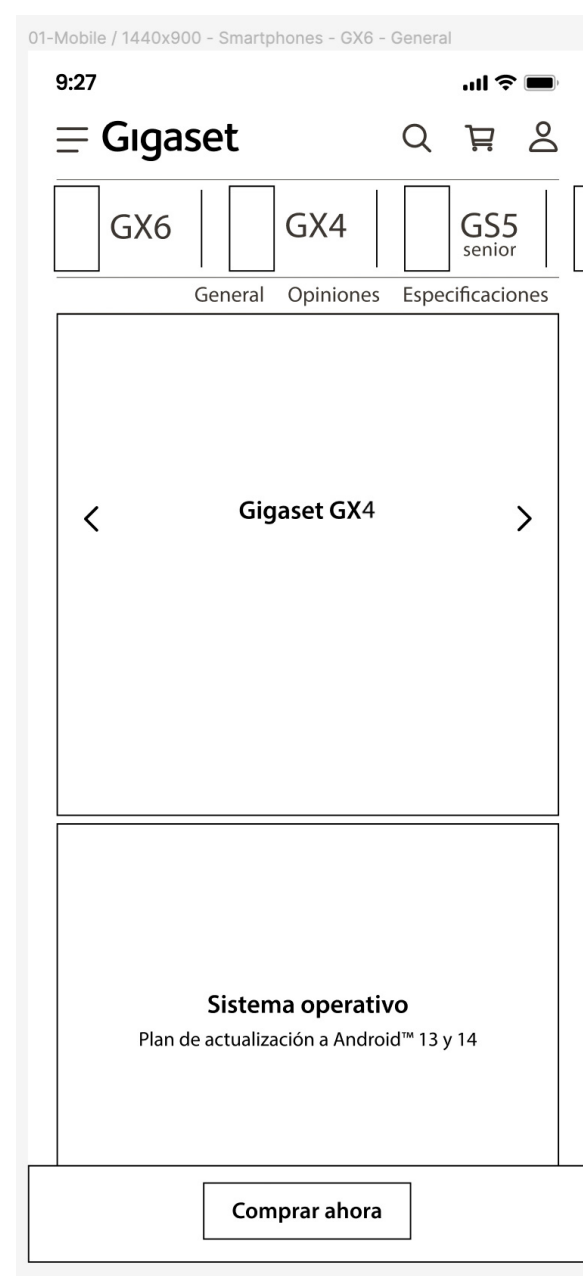 01-Mobile / 1440x900 - Smartphones - GX6 - General
9:27
Gigaset
GX6 GX4 GS5
senior
General Opiniones Especificaciones
Gigaset GX4
Sistema operativo
Plan de actualización a Android™ 13 y 14
Comprar ahora